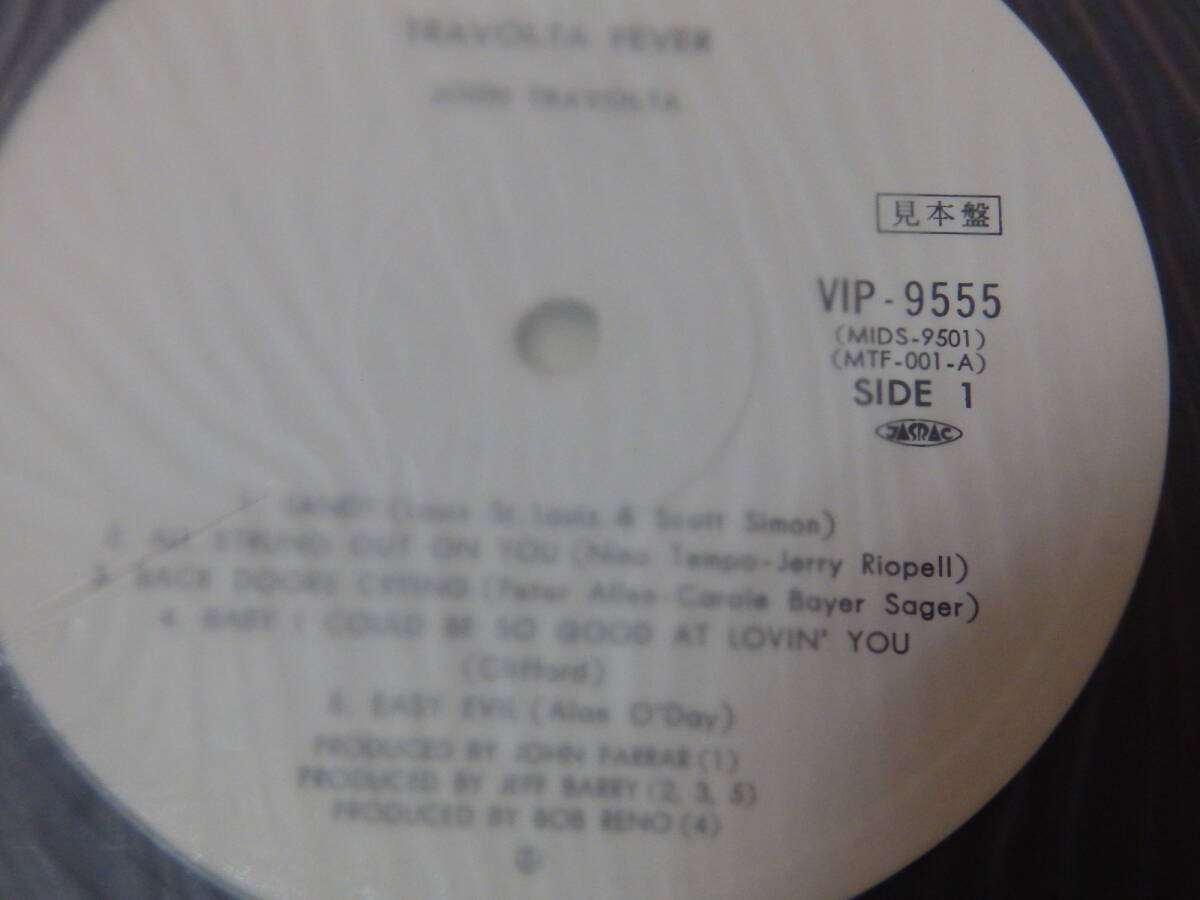 TRAVOLTA FEVER
JOHN TRAVOLTA
見本盤
VIP - 9555
(MIDS-9501)
(MTF-001-A)
SIDE 1
JASRAC
1. SANDY (Louis St. Louis & Scott Simon)
2. ALL STRUNG OUT ON YOU (Nino Tempo-Jerry Riopell)
3. BACK DOORS CRYING (Peter Allen-Carole Bayer Sager)
4. BABY I COULD BE SO GOOD AT LOVIN' YOU
(Clifford)
5. EASY EVIL (Alan O'Day)
PRODUCED BY JOHN FARRAR (1)
PRODUCED BY JEFF BARRY (2, 3, 5)
PRODUCED BY BOB RENO (4)